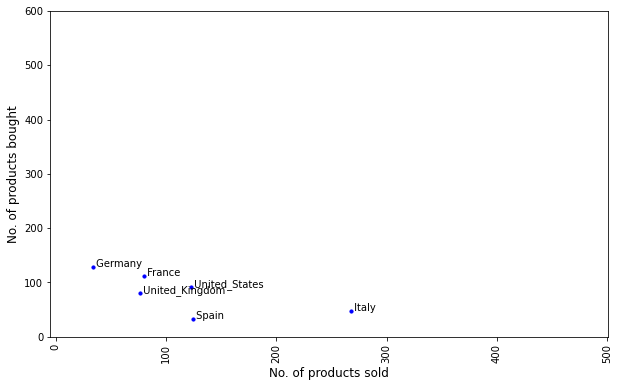 600
500
400
300
200
100
0
No. of products bought
Germany
France
United_States
United_Kingdom
Italy
Spain
0
100
200
300
400
500
No. of products sold